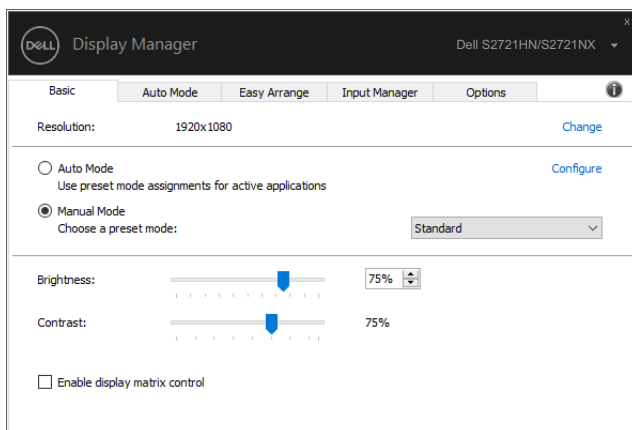 DELL Display Manager Dell S2721HN/S2721NX
Basic Auto Mode Easy Arrange Input Manager Options
Resolution: 1920x1080 Change
Auto Mode Configure
Use preset mode assignments for active applications
Manual Mode
Choose a preset mode: Standard
Brightness: 75%
Contrast: 75%
Enable display matrix control